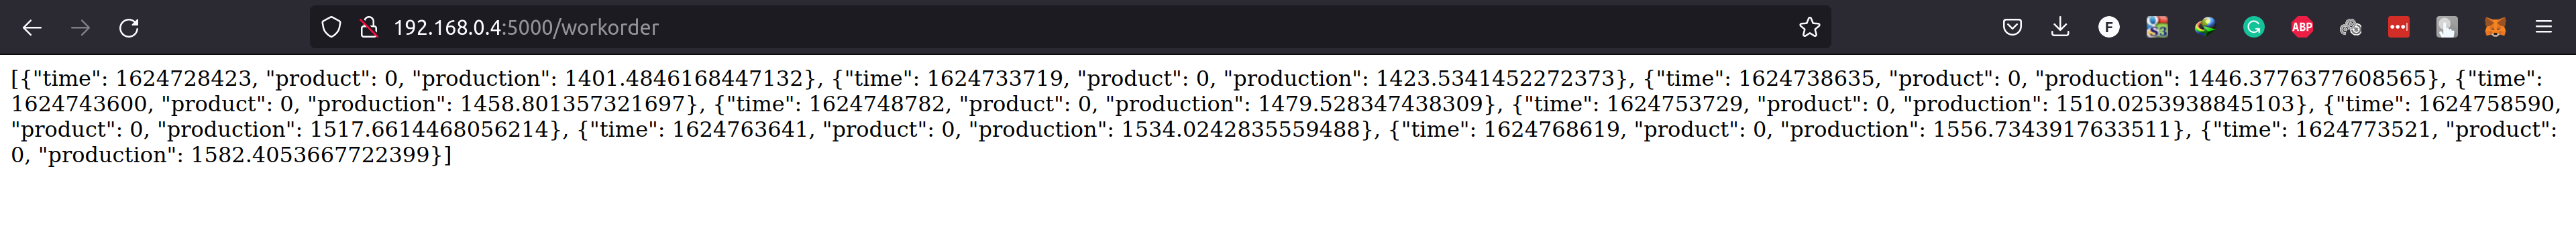 192.168.0.4:5000/workorder
F
S3
G
ABP
[{"time": 1624728423, "product": 0, "production": 1401.4846168447132}, {"time": 1624733719, "product": 0, "production": 1423.5341452272373}, {"time": 1624738635, "product": 0, "production": 1446.3776377608565}, {"time":
1624743600, "product": 0, "production": 1458.801357321697}, {"time": 1624748782, "product": 0, "production": 1479.528347438309}, {"time": 1624753729, "product": 0, "production": 1510.0253938845103}, {"time": 1624758590,
"product": 0, "production": 1517.6614468056214}, {"time": 1624763641, "product": 0, "production": 1534.0242835559488}, {"time": 1624768619, "product": 0, "production": 1556.7343917633511}, {"time": 1624773521, "product":
0, "production": 1582.4053667722399}]